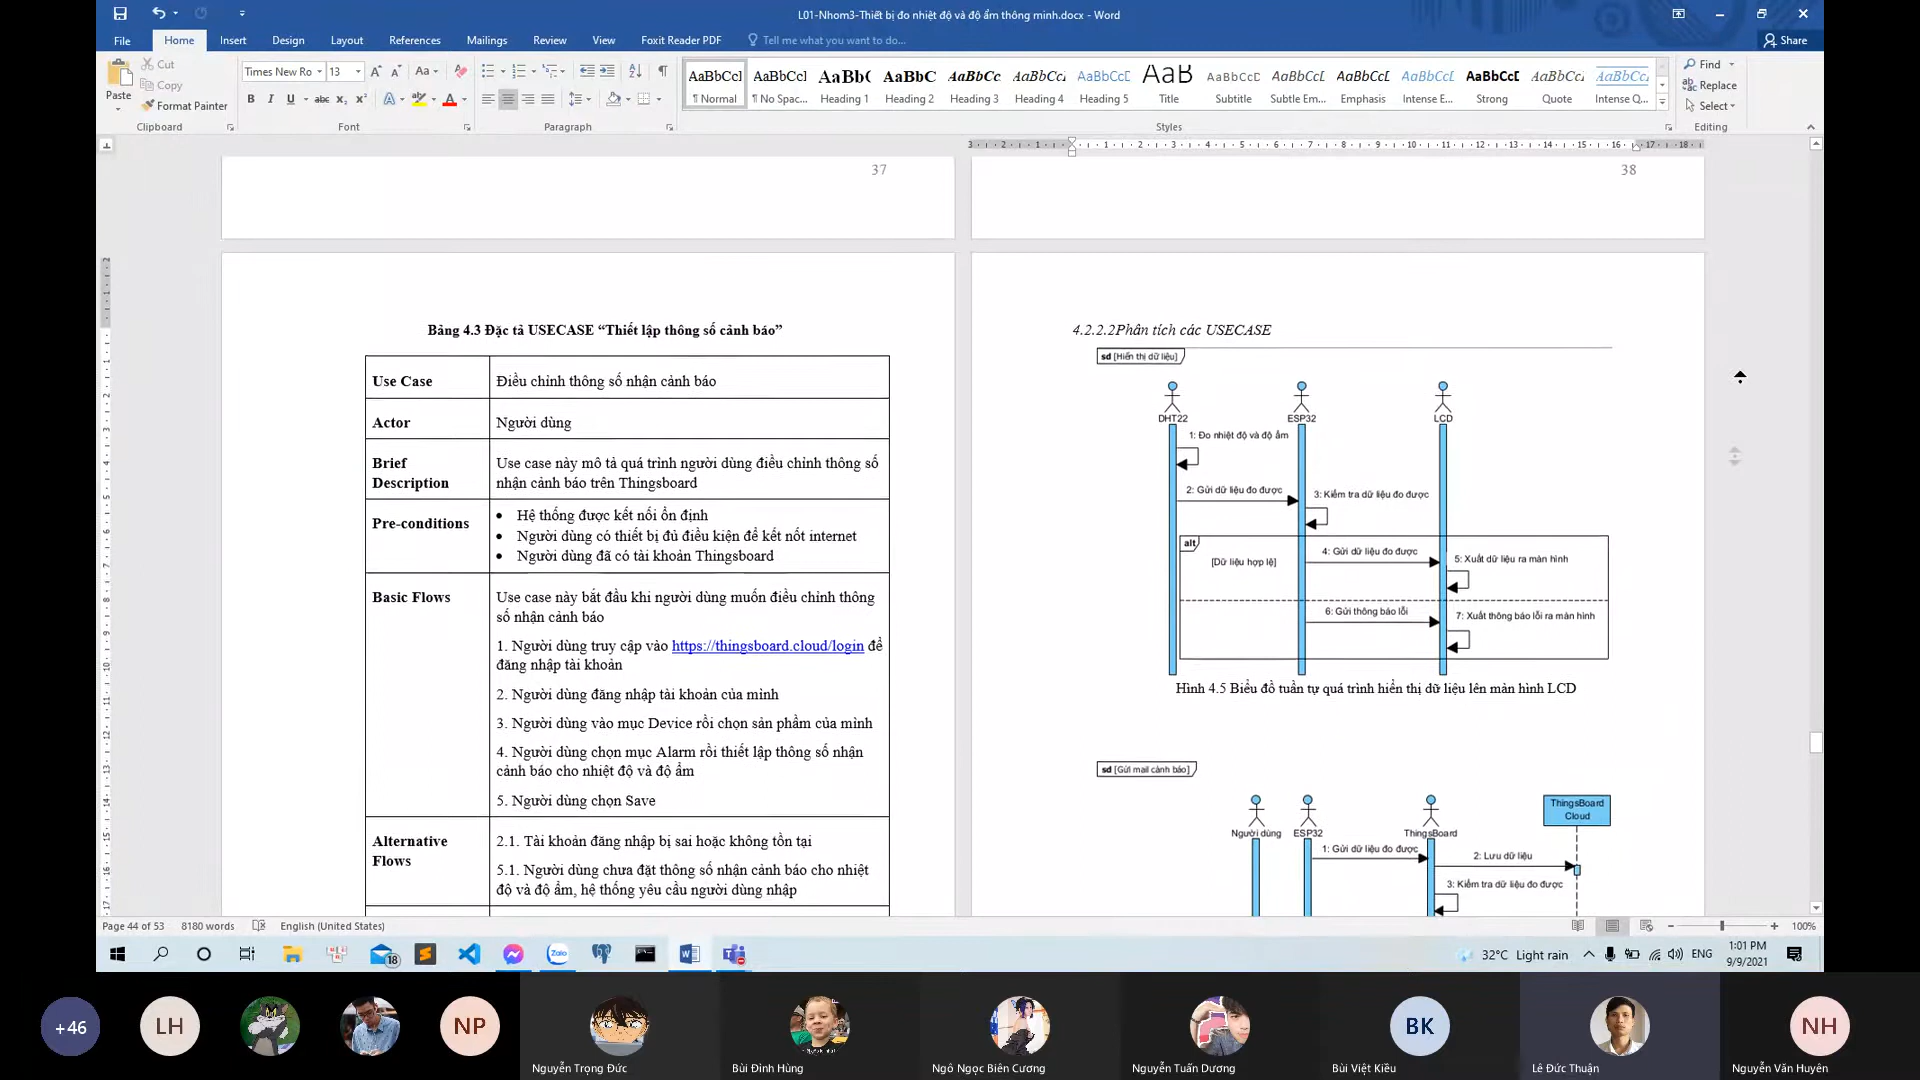 L01-Nhom3-Thiết bị đo nhiệt độ và độ ẩm thông minh.docx - Word
File Home Insert Design Layout References Mailings Review View Foxit Reader PDF Tell me what you want to do... Share
Paste
Cut
Copy
Format Painter
Clipboard
Times New Ro 13
Font
Paragraph
AaBbCcI AaBbCcI AaBb( AaBbC AaBbCc AaBbCcI AaBbCcD AaB AaBbCcD AaBbCcD AaBbCcD AaBbCcD AaBbCcD AaBbCcD AaBbCcD
¶ Normal ¶ No Spac... Heading 1 Heading 2 Heading 3 Heading 4 Heading 5 Title Subtitle Subtle Em... Emphasis Intense E... Strong Quote Intense Q...
Styles
Find
Replace
Select
Editing
37
38
Bảng 4.3 Đặc tả USECASE “Thiết lập thông số cảnh báo”
Use Case Điều chỉnh thông số nhận cảnh báo
Actor Người dùng
Brief Description
Use case này mô tả quá trình người dùng điều chỉnh thông số
nhận cảnh báo trên Thingsboard
Pre-conditions
• Hệ thống được kết nối ổn định
• Người dùng có thiết bị đủ điều kiện để kết nốt internet
• Người dùng đã có tài khoản Thingsboard
Basic Flows
Use case này bắt đầu khi người dùng muốn điều chỉnh thông
số nhận cảnh báo
1. Người dùng truy cập vào https://thingsboard.cloud/login để
đăng nhập tài khoản
2. Người dùng đăng nhập tài khoản của mình
3. Người dùng vào mục Device rồi chọn sản phẩm của mình
4. Người dùng chọn mục Alarm rồi thiết lập thông số nhận
cảnh báo cho nhiệt độ và độ ẩm
5. Người dùng chọn Save
Alternative Flows
2.1. Tài khoản đăng nhập bị sai hoặc không tồn tại
5.1. Người dùng chưa đặt thông số nhận cảnh báo cho nhiệt
độ và độ ẩm, hệ thống yêu cầu người dùng nhập
4.2.2.2Phân tích các USECASE
sd [Hiển thị dữ liệu]
DHT22 ESP32 LCD
1: Đo nhiệt độ và độ ẩm
2: Gửi dữ liệu đo được
3: Kiểm tra dữ liệu đo được
alt
[Dữ liệu hợp lệ]
4: Gửi dữ liệu đo được
5: Xuất dữ liệu ra màn hình
6: Gửi thông báo lỗi
7: Xuất thông báo lỗi ra màn hình
Hình 4.5 Biểu đồ tuần tự quá trình hiển thị dữ liệu lên màn hình LCD
sd [Gửi mail cảnh báo]
Người dùng ESP32 ThingsBoard
ThingsBoard
Cloud
1: Gửi dữ liệu đo được
2: Lưu dữ liệu
3: Kiểm tra dữ liệu đo được
Page 44 of 53 8180 words English (United States) 100%
Zalo
18
32°C Light rain ENG
1:01 PM
9/9/2021
+46 LH NP BK NH
Nguyễn Trọng Đức Bùi Đình Hùng Ngô Ngọc Biên Cương Nguyễn Tuấn Dương Bùi Việt Kiều Lê Đức Thuận Nguyễn Văn Huyên